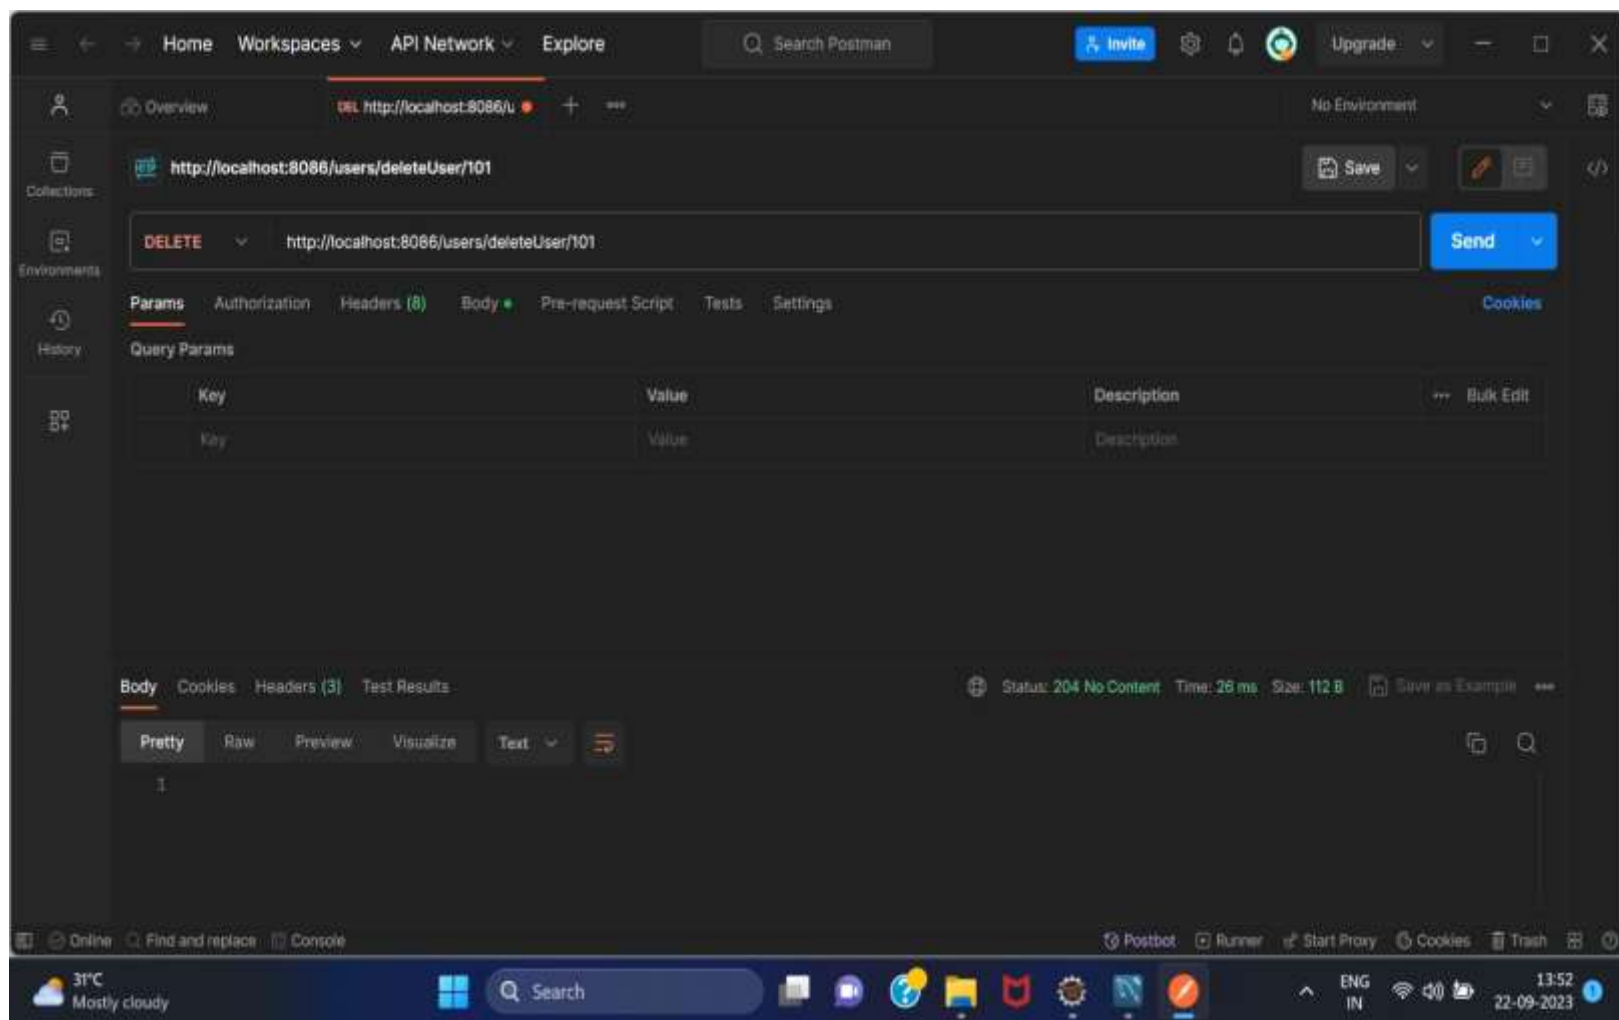 Home Workspaces API Network Explore Search Postman Invite Upgrade
Overview DEL http://localhost:8086/u No Environment
http://localhost:8086/users/deleteUser/101 Save
Collections
DELETE http://localhost:8086/users/deleteUser/101 Send
Environments
Params Authorization Headers (8) Body Pre-request Script Tests Settings Cookies
History
Query Params
Key Value Description Bulk Edit
Key Value Description
Body Cookies Headers (3) Test Results Status: 204 No Content Time: 26 ms Size: 112 B Save as Example
Pretty Raw Preview Visualize Text
1
Online Find and replace Console Postbot Runner Start Proxy Cookies Trash
31°C
Mostly cloudy
Search
ENG
IN
13:52
22-09-2023
1